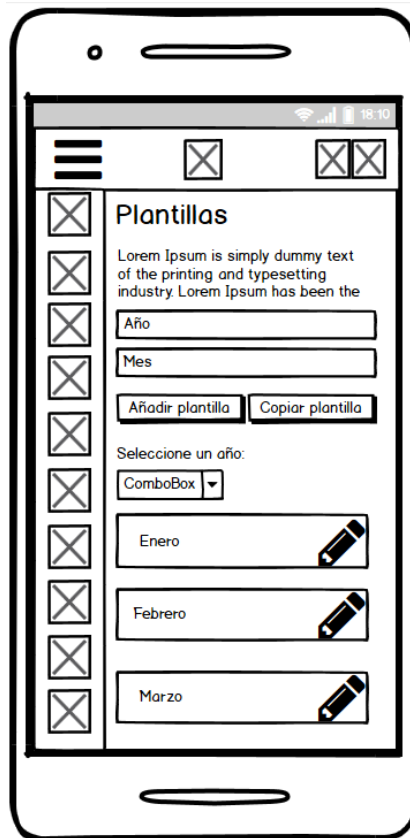 18:10
Plantillas
Lorem Ipsum is simply dummy text
of the printing and typesetting
industry. Lorem Ipsum has been the
Año
Mes
Añadir plantilla Copiar plantilla
Seleccione un año:
ComboBox
Enero
Febrero
Marzo